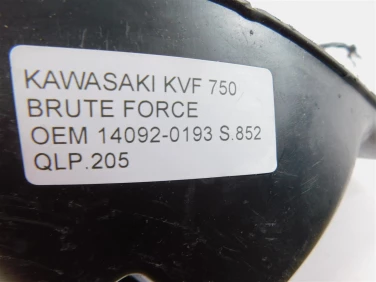 KAWASAKI KVF 750
BRUTE FORCE
OEM 14092-0193 S.852
QLP.205